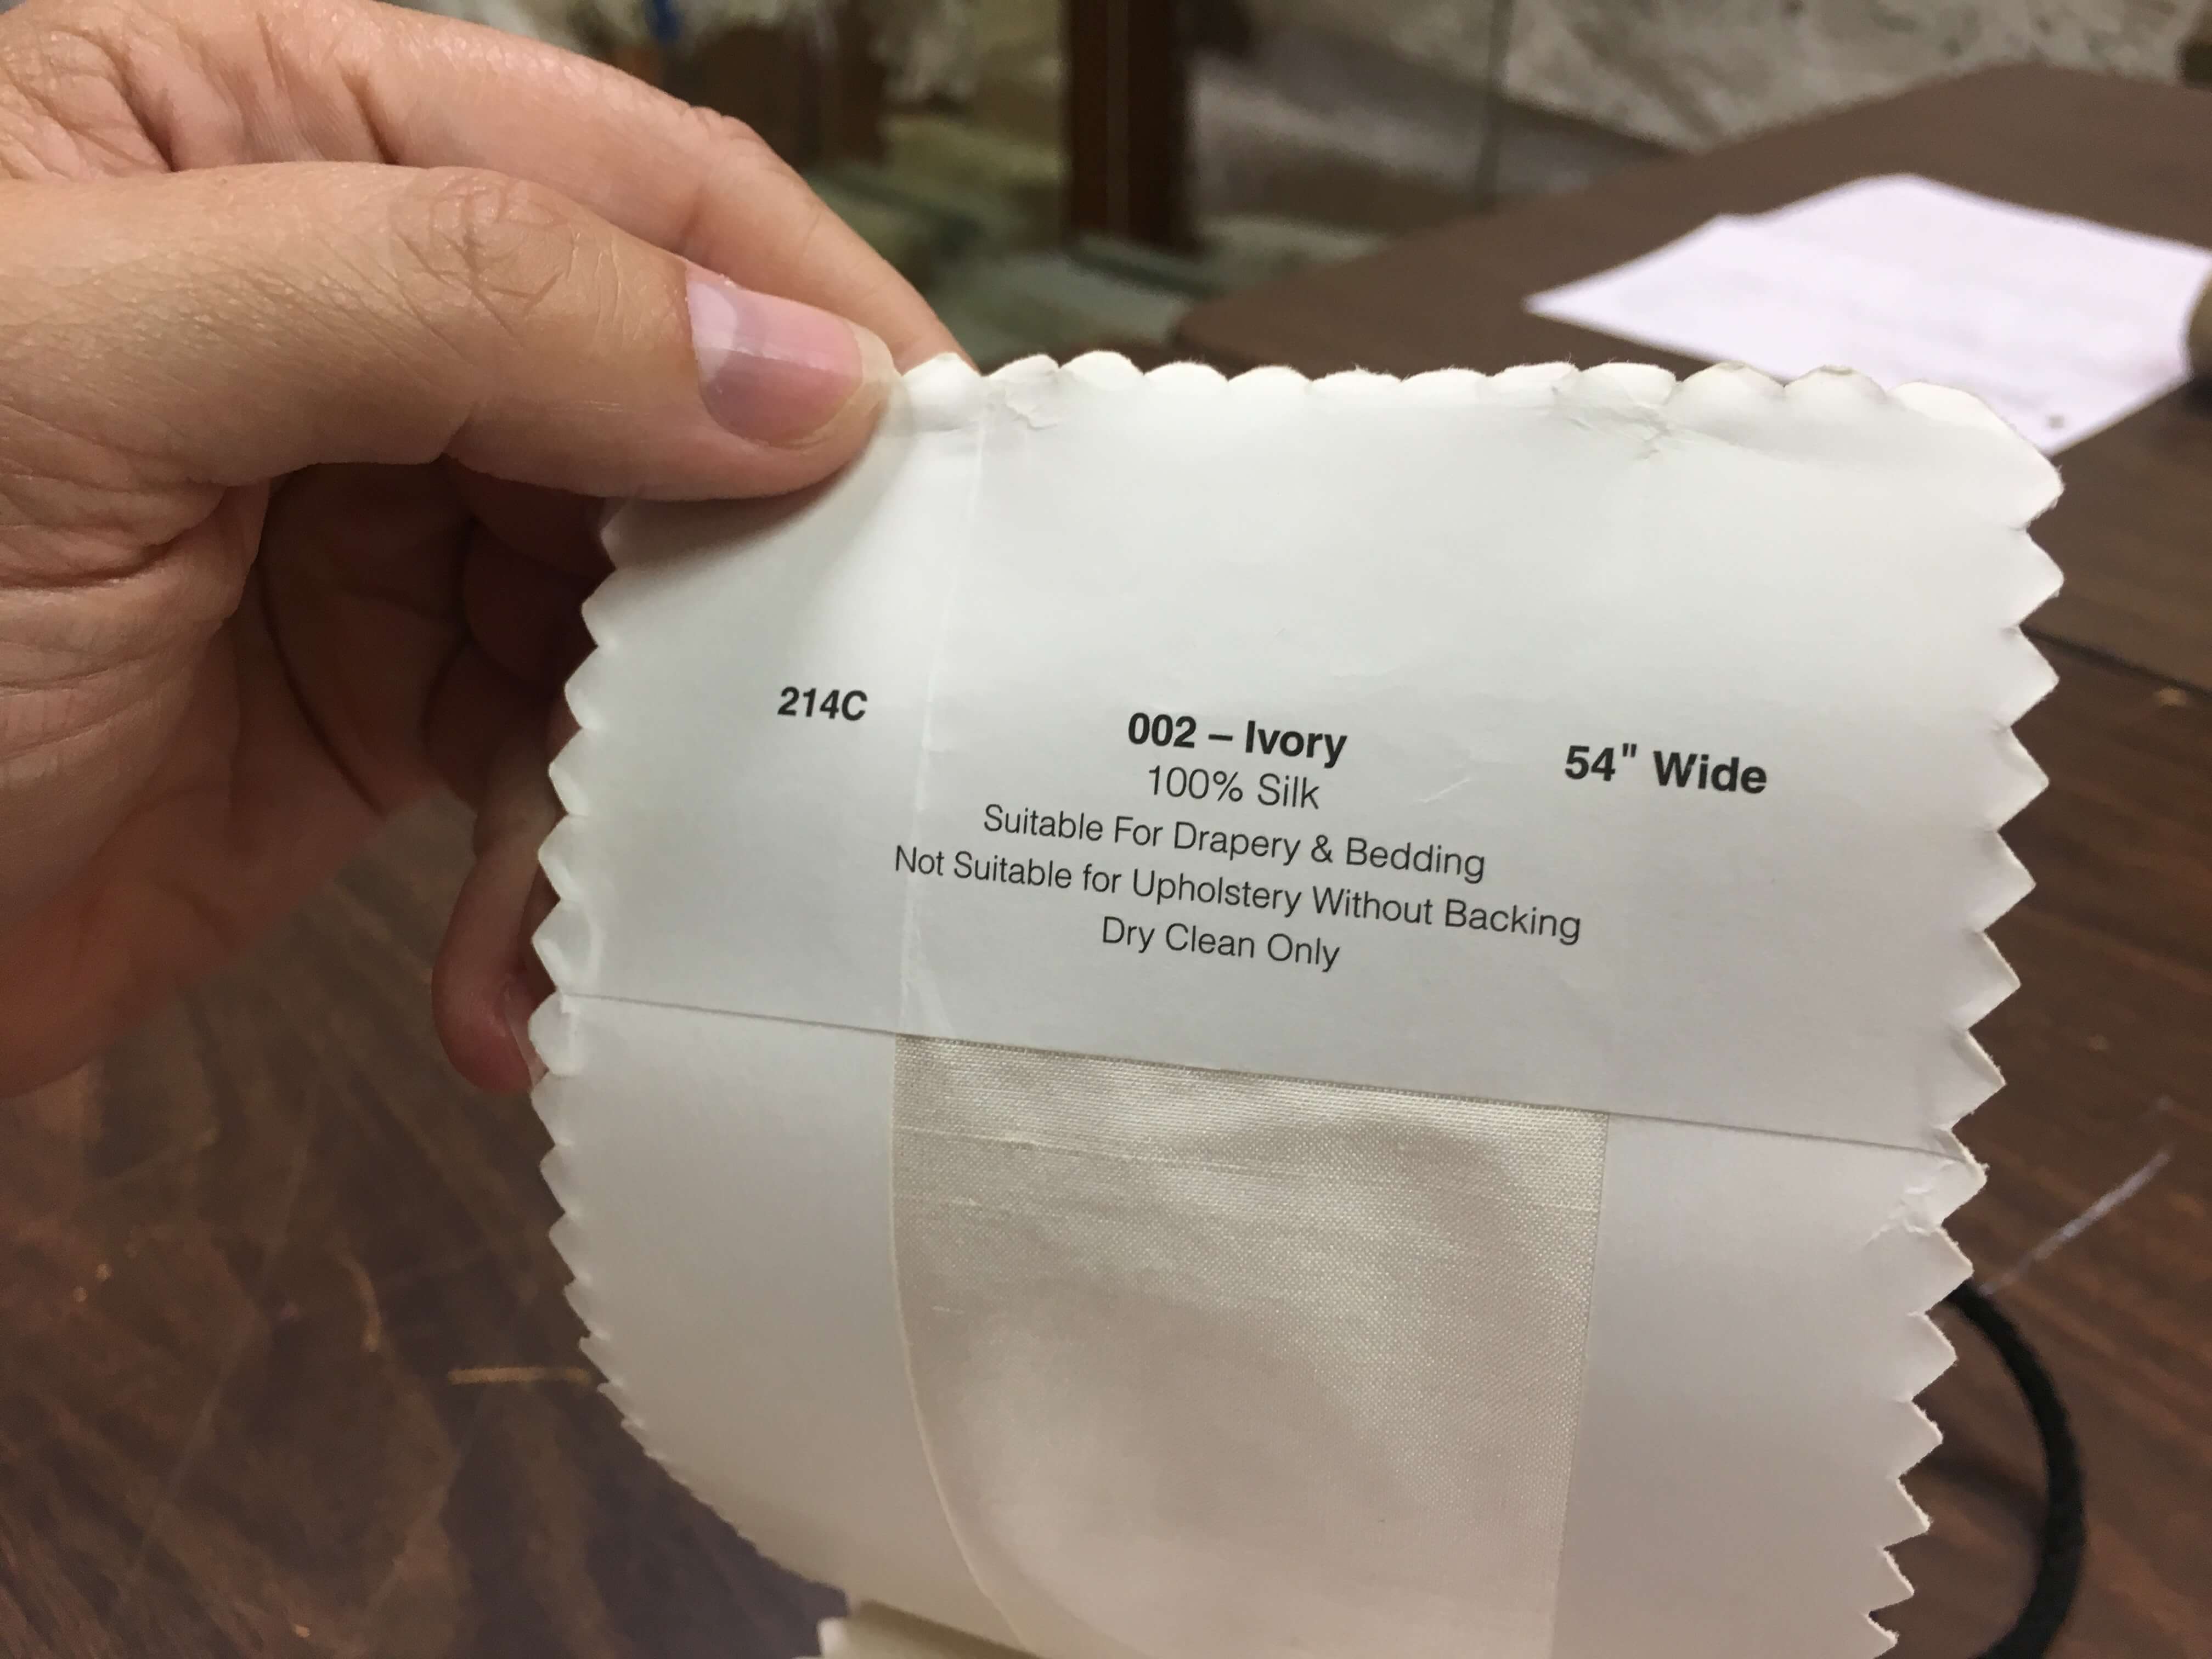 214C
002 – Ivory
54" Wide
100% Silk
Suitable For Drapery & Bedding
Not Suitable for Upholstery Without Backing
Dry Clean Only